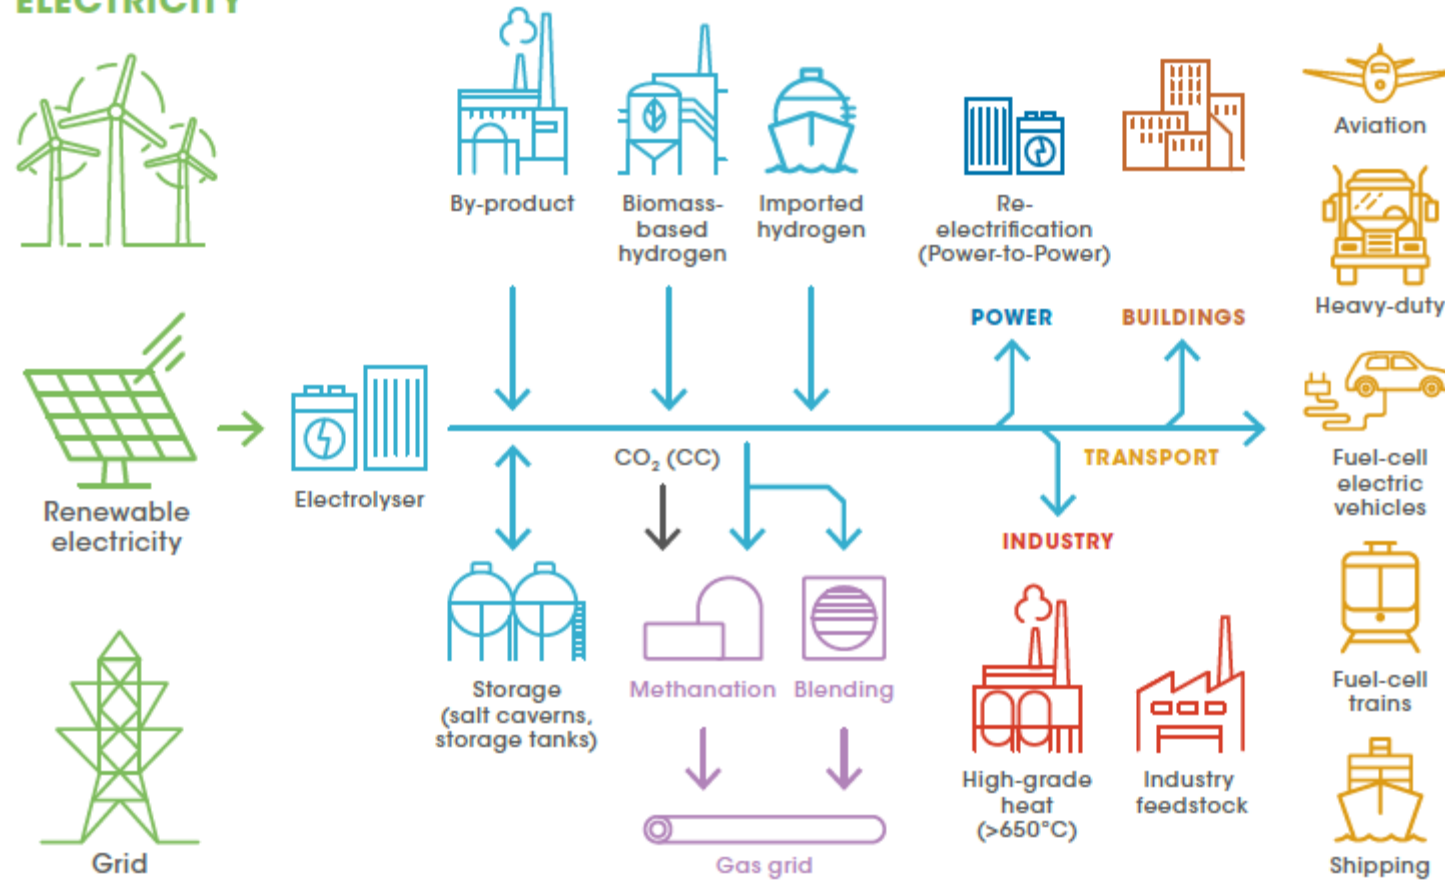 ELECTRICITY
Renewable
electricity
Grid
Electrolyser
By-product
Biomass-
based
hydrogen
Imported
hydrogen
Storage
(salt caverns,
storage tanks)
CO₂ (CC)
Methanation
Blending
Gas grid
Re-
electrification
(Power-to-Power)
POWER
BUILDINGS
TRANSPORT
INDUSTRY
High-grade
heat
(>650°C)
Industry
feedstock
Aviation
Heavy-duty
Fuel-cell
electric
vehicles
Fuel-cell
trains
Shipping